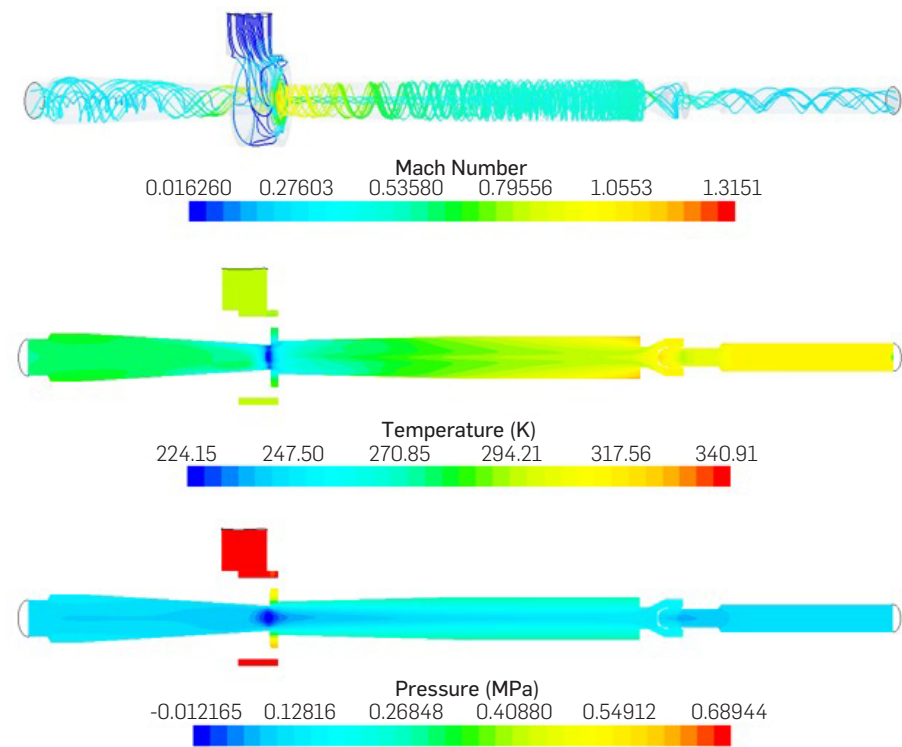 Mach Number
0.016260 0.27603 0.53580 0.79556 1.0553 1.3151
Temperature (K)
224.15 247.50 270.85 294.21 317.56 340.91
Pressure (MPa)
-0.012165 0.12816 0.26848 0.40880 0.54912 0.68944